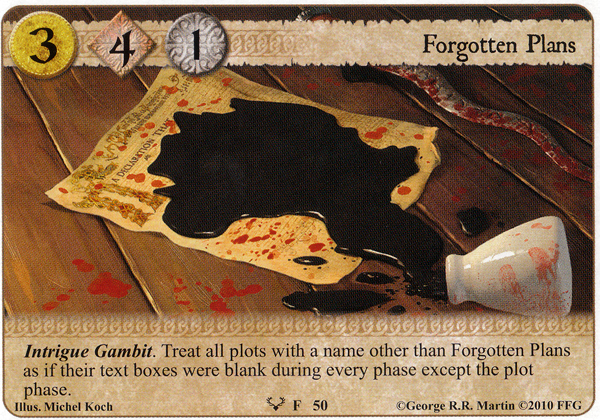 3 4 1 Forgotten Plans
A DECLARATION
Intrigue Gambit. Treat all plots with a name other than Forgotten Plans
as if their text boxes were blank during every phase except the plot
phase.
Illus. Michel Koch F 50 ©George R.R. Martin ©2010 FFG